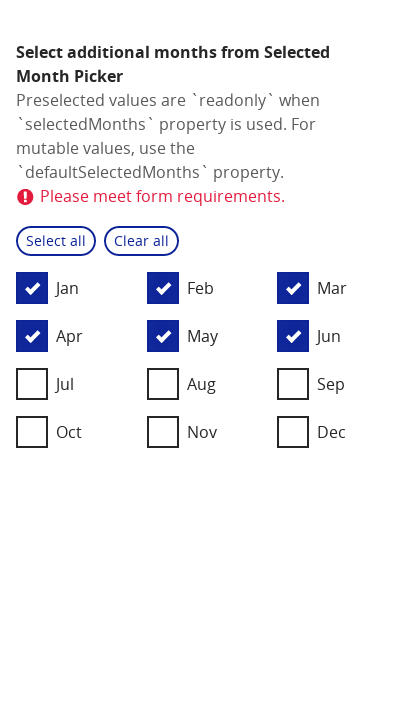 Select additional months from Selected
Month Picker
Preselected values are `readonly` when
`selectedMonths` property is used. For
mutable values, use the
`defaultSelectedMonths` property.
Please meet form requirements.
Select all Clear all
Jan Feb Mar
Apr May Jun
Jul Aug Sep
Oct Nov Dec